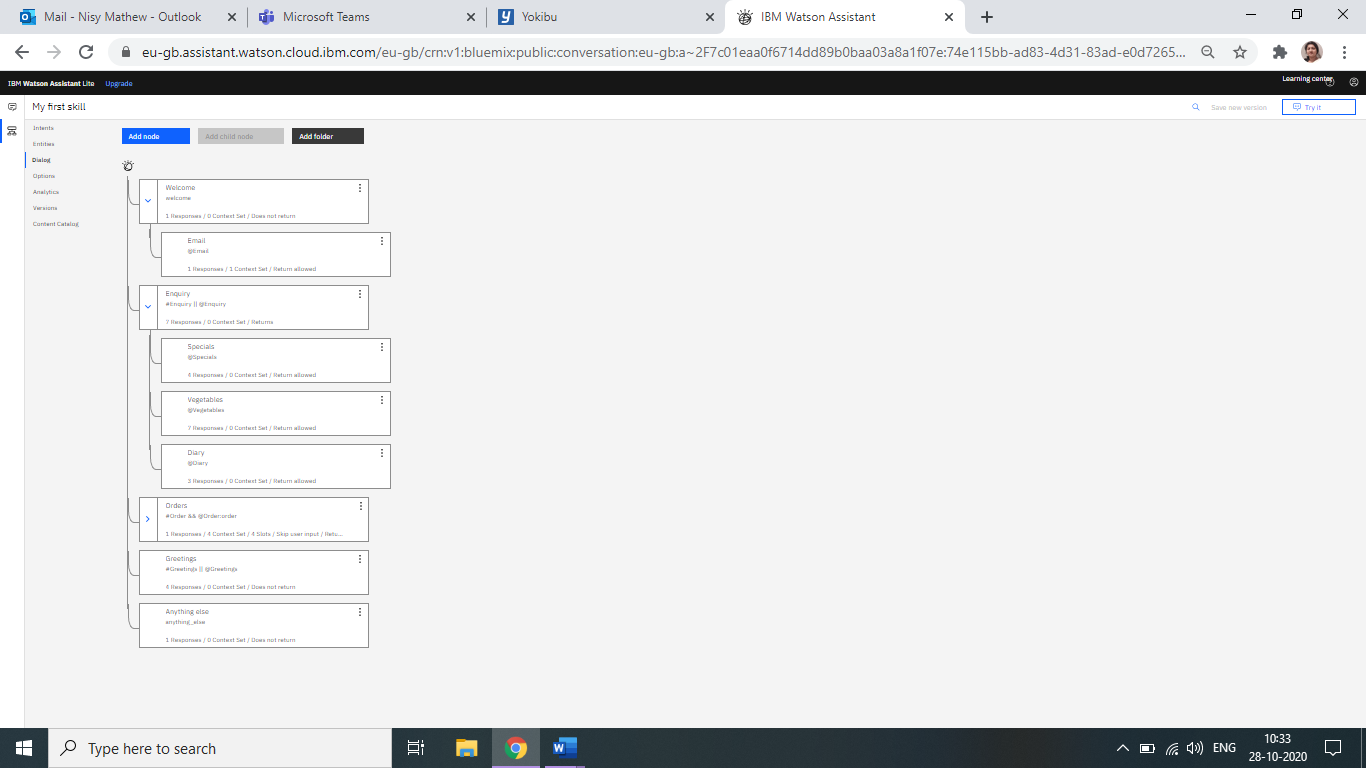 Mail - Nisy Mathew - Outlook
Microsoft Teams
Yokibu
IBM Watson Assistant
eu-gb.assistant.watson.cloud.ibm.com/eu-gb/crn:v1:bluemix:public:conversation:eu-gb:a~2F7c01eaa0f6714dd89b0baa03a8a1f07e:74e115bb-ad83-4d31-83ad-e0d7265...
IBM Watson Assistant Lite Upgrade
Learning center
My first skill
Save new version
Try it
Intents
Entities
Dialog
Options
Analytics
Versions
Content Catalog
Add node
Add child node
Add folder
Welcome
welcome
1 Responses / 0 Context Set / Does not return
Email
@Email
1 Responses / 1 Context Set / Return allowed
Enquiry
#Enquiry || @Enquiry
7 Responses / 0 Context Set / Returns
Specials
@Specials
4 Responses / 0 Context Set / Return allowed
Vegetables
@Vegetables
7 Responses / 0 Context Set / Return allowed
Diary
@Diary
3 Responses / 0 Context Set / Return allowed
Orders
#Order && @Order:order
1 Responses / 4 Context Set / 4 Slots / Skip user input / Retu...
Greetings
#Greetings || @Greetings
4 Responses / 0 Context Set / Does not return
Anything else
anything_else
1 Responses / 0 Context Set / Does not return
Type here to search
ENG
10:33
28-10-2020